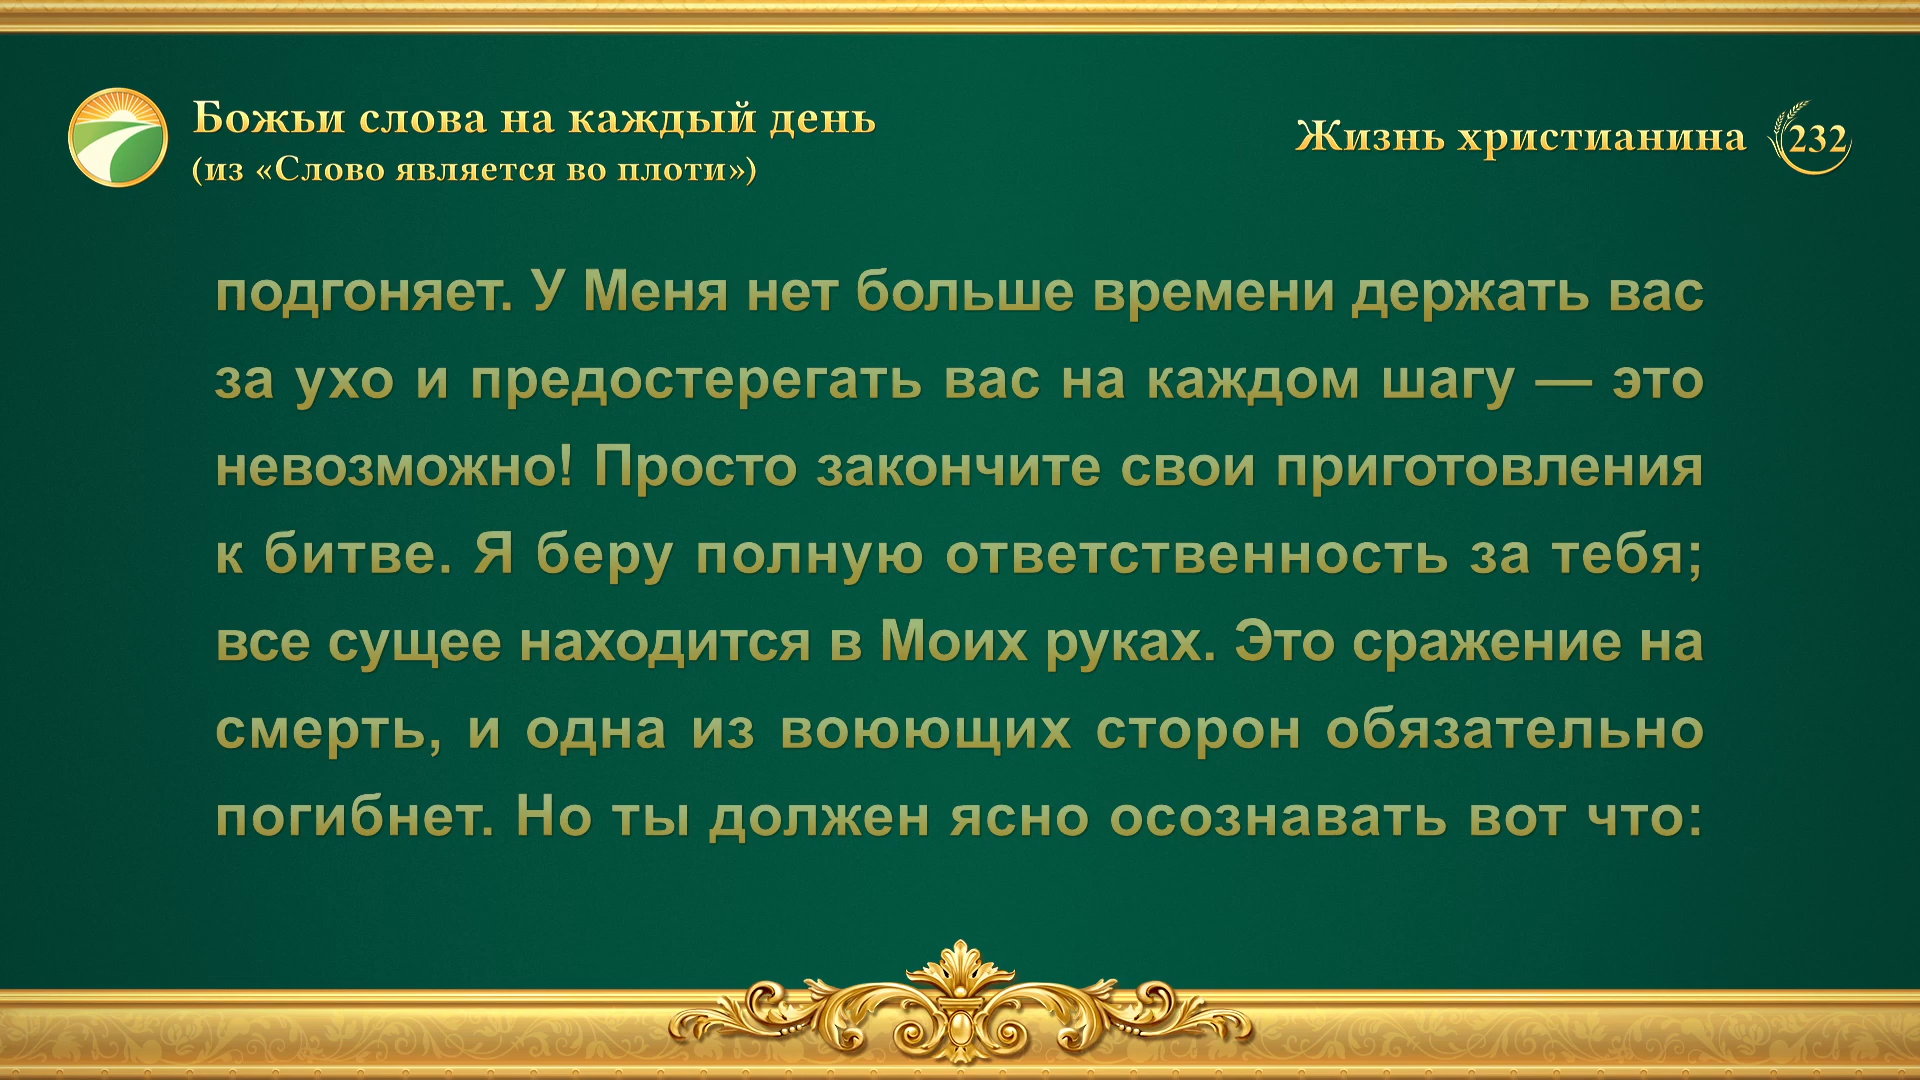 Божьи слова на каждый день
(из «Слово является во плоти»)
Жизнь христианина 232
подгоняет. У Меня нет больше времени держать вас
за ухо и предостерегать вас на каждом шагу — это
невозможно! Просто закончите свои приготовления
к битве. Я беру полную ответственность за тебя;
все сущее находится в Моих руках. Это сражение на
смерть, и одна из воюющих сторон обязательно
погибнет. Но ты должен ясно осознавать вот что: